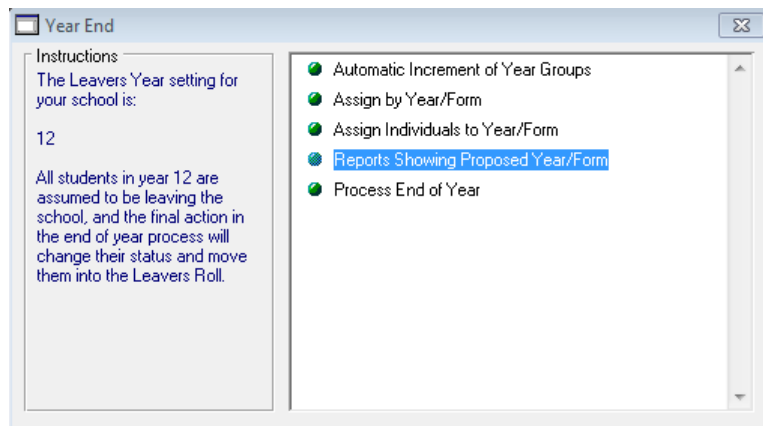 Year End
Instructions
The Leavers Year setting for
your school is:
12
All students in year 12 are
assumed to be leaving the
school, and the final action in
the end of year process will
change their status and move
them into the Leavers Roll.
Automatic Increment of Year Groups
Assign by Year/Form
Assign Individuals to Year/Form
Reports Showing Proposed Year/Form
Process End of Year